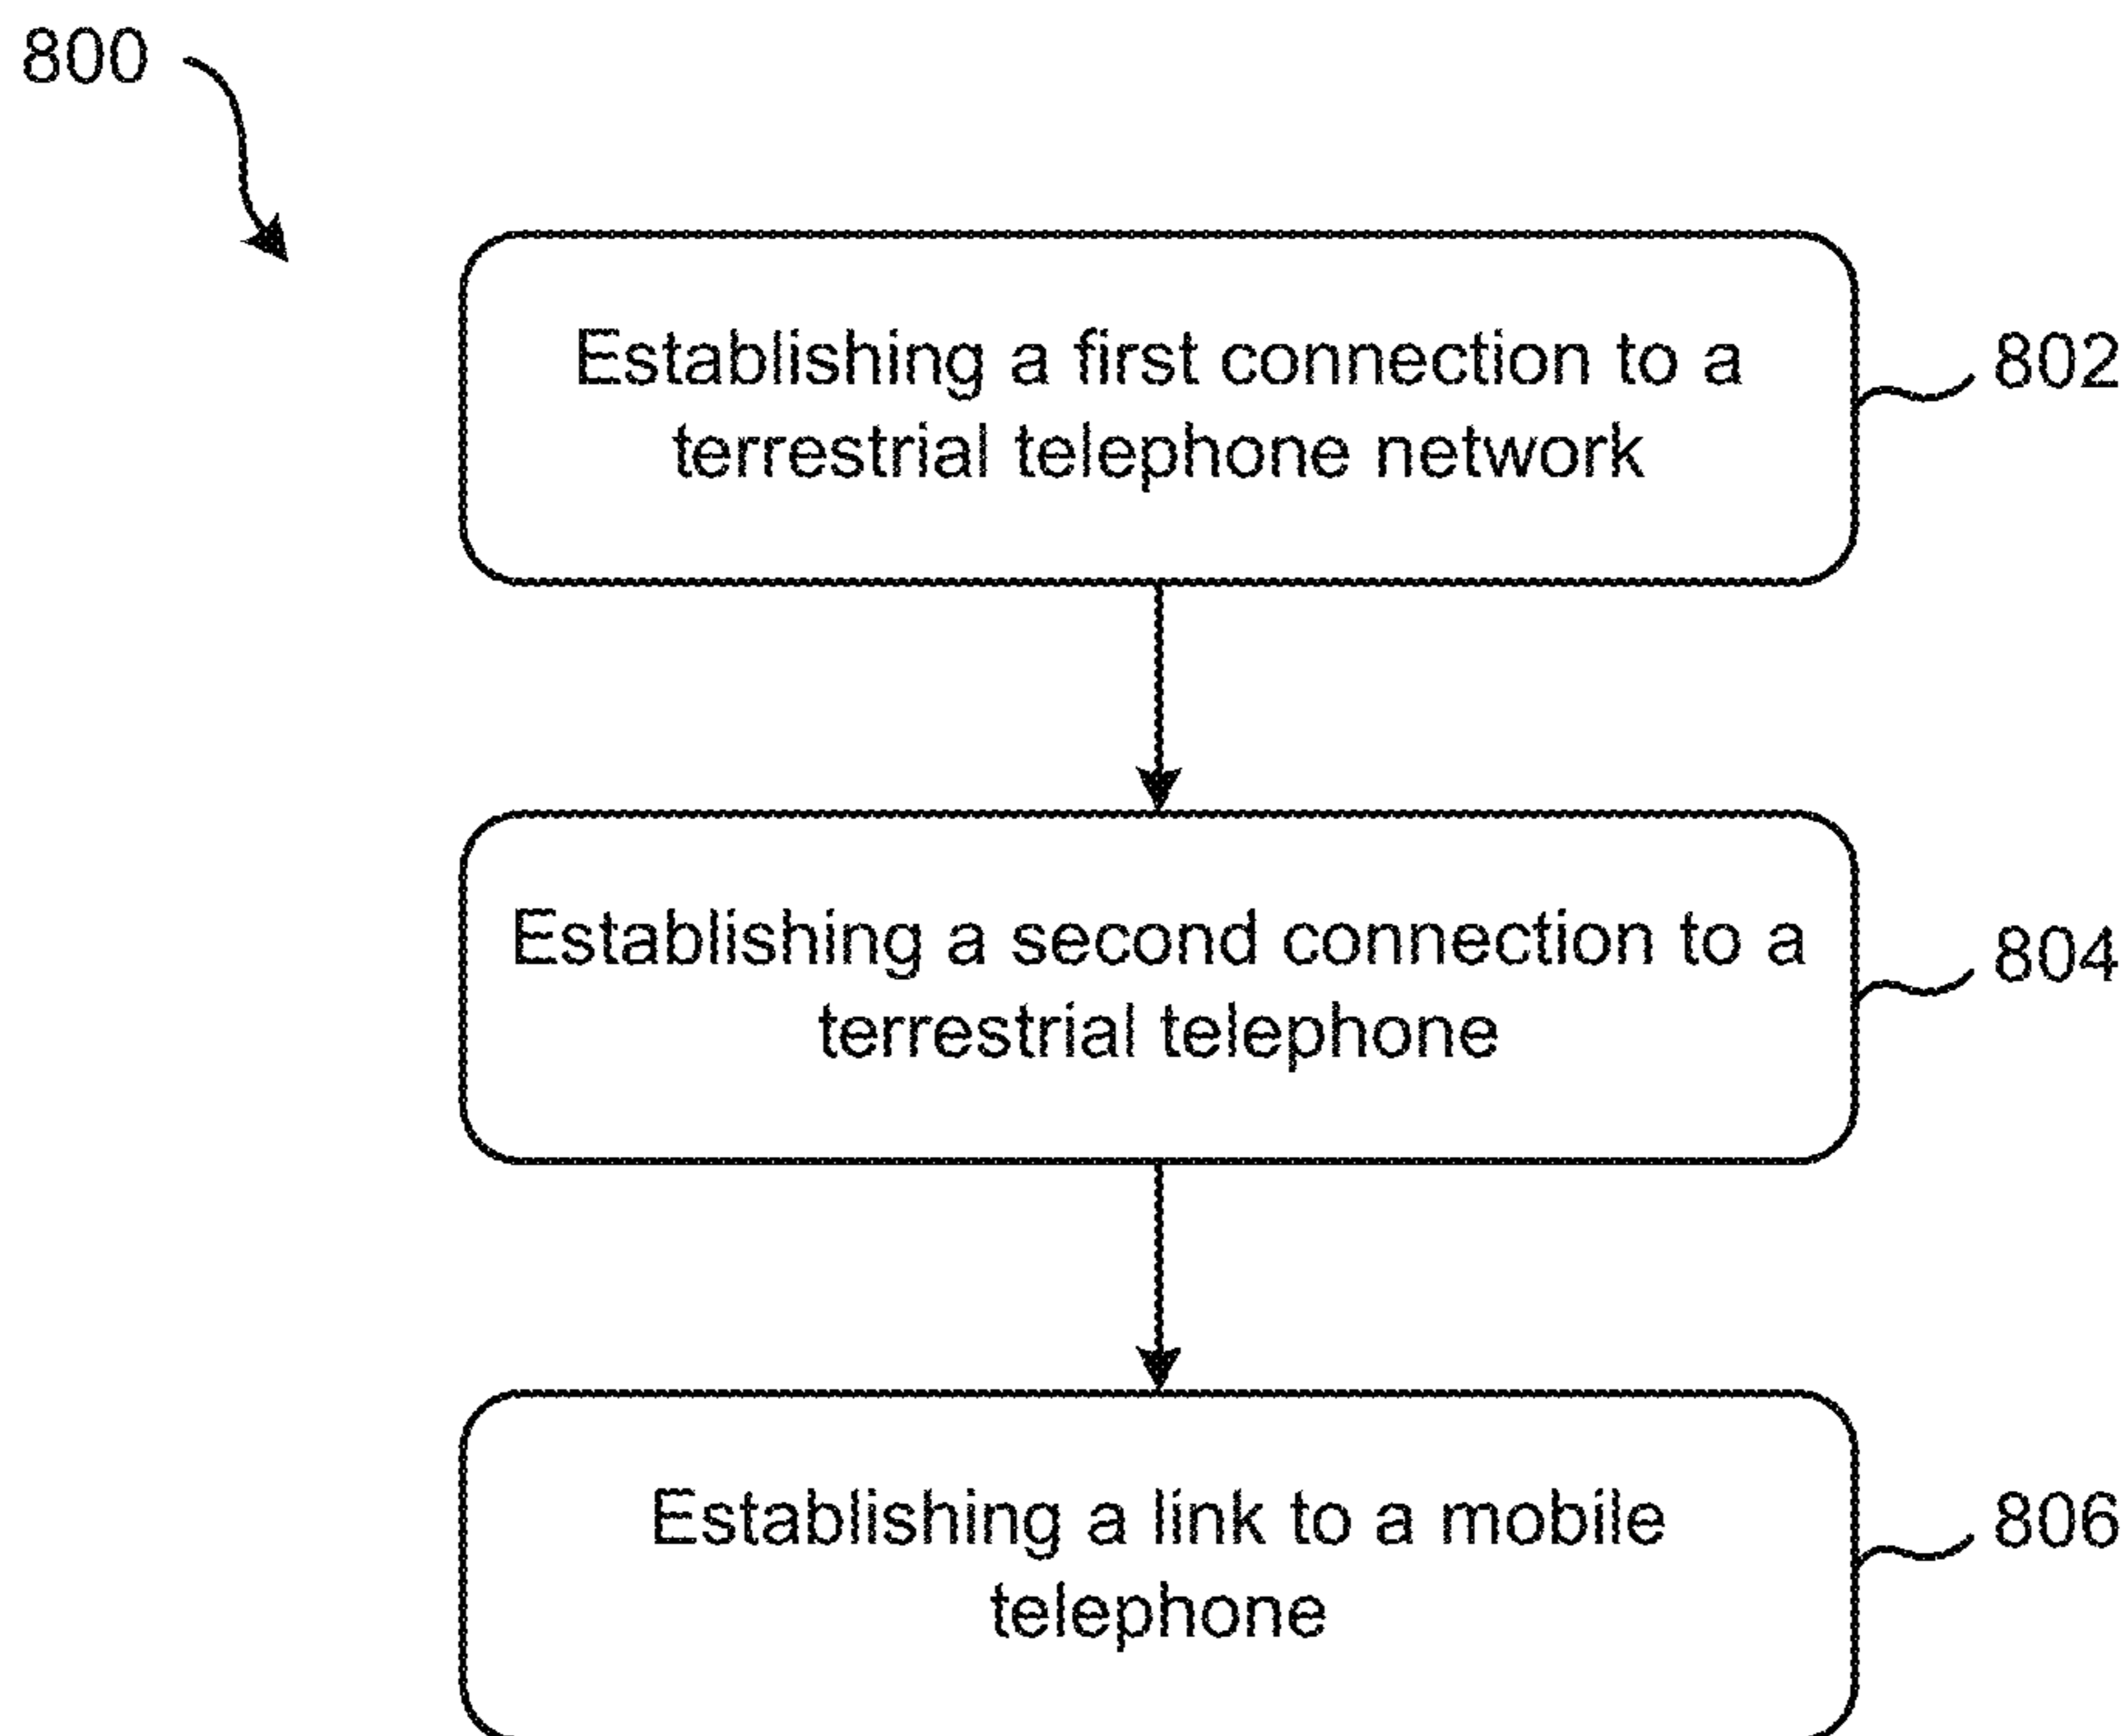 800
Establishing a first connection to a
terrestrial telephone network
802
Establishing a second connection to a
terrestrial telephone
804
Establishing a link to a mobile
telephone
806